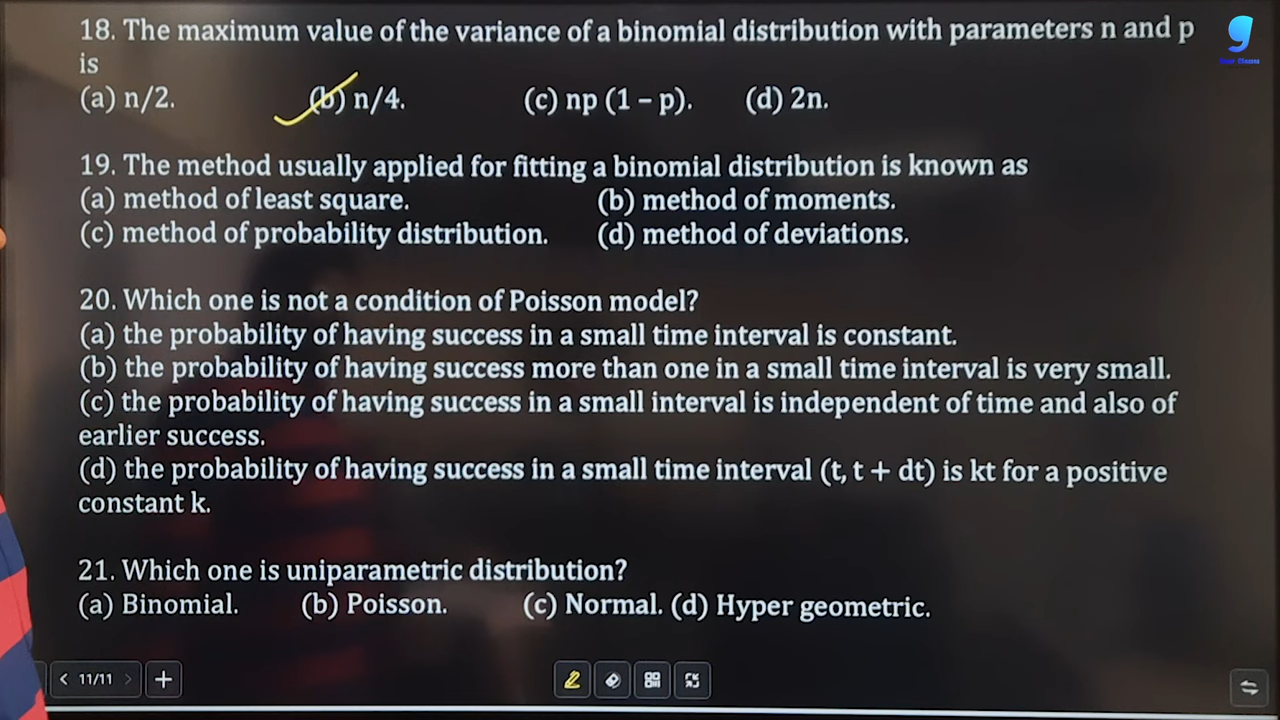 18. The maximum value of the variance of a binomial distribution with parameters n and p
is
(a) n/2. (b) n/4. (c) np (1 – p). (d) 2n.
19. The method usually applied for fitting a binomial distribution is known as
(a) method of least square. (b) method of moments.
(c) method of probability distribution. (d) method of deviations.
20. Which one is not a condition of Poisson model?
(a) the probability of having success in a small time interval is constant.
(b) the probability of having success more than one in a small time interval is very small.
(c) the probability of having success in a small interval is independent of time and also of
earlier success.
(d) the probability of having success in a small time interval (t, t + dt) is kt for a positive
constant k.
21. Which one is uniparametric distribution?
(a) Binomial. (b) Poisson. (c) Normal. (d) Hyper geometric.
< 11/11 > +